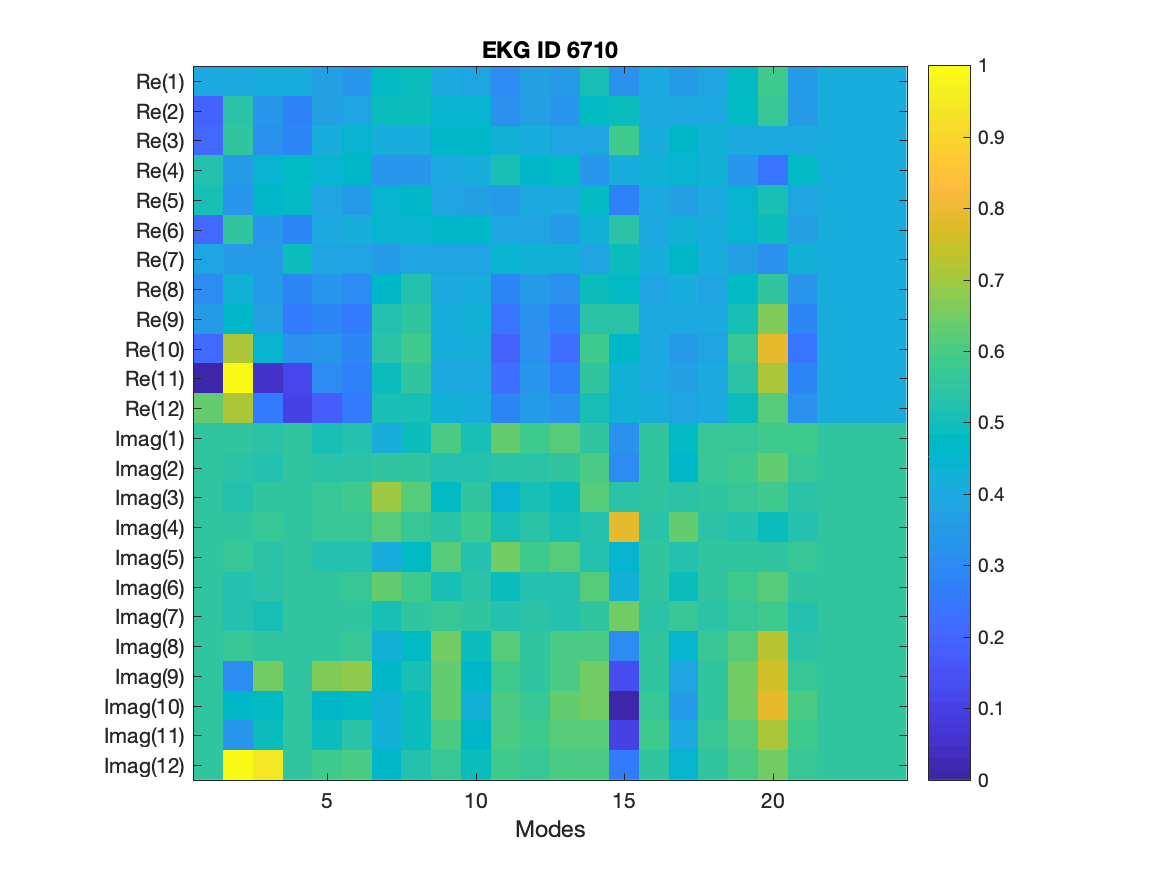 EKG ID 6710
Re(1)
Re(2)
Re(3)
Re(4)
Re(5)
Re(6)
Re(7)
Re(8)
Re(9)
Re(10)
Re(11)
Re(12)
Imag(1)
Imag(2)
Imag(3)
Imag(4)
Imag(5)
Imag(6)
Imag(7)
Imag(8)
Imag(9)
Imag(10)
Imag(11)
Imag(12)
5 10 15 20
Modes
1
0.9
0.8
0.7
0.6
0.5
0.4
0.3
0.2
0.1
0